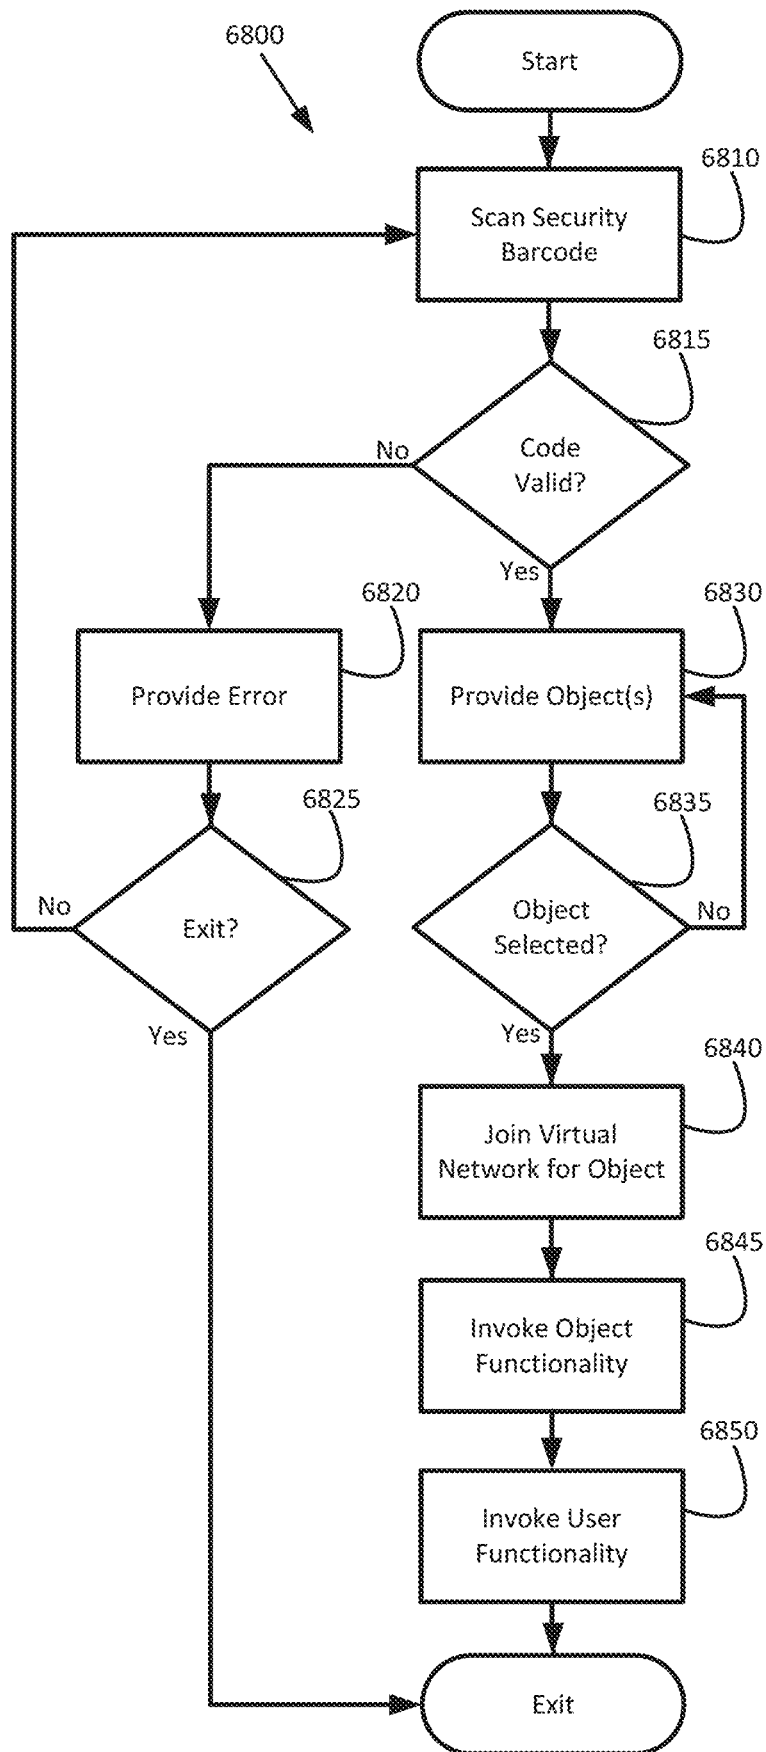 6800
Start
6810
Scan Security
Barcode
6815
Code
Valid?
No
Yes
6820
Provide Error
6830
Provide Object(s)
6825
Exit?
No
Yes
6835
Object
Selected?
No
Yes
6840
Join Virtual
Network for Object
6845
Invoke Object
Functionality
6850
Invoke User
Functionality
Exit